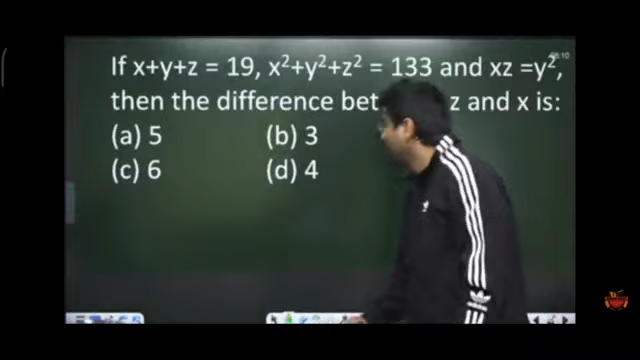 If x+y+z = 19, x²+y²+z² = 133 and xz =y²,
then the difference bet z and x is:
(a) 5 (b) 3
(c) 6 (d) 4
adidas